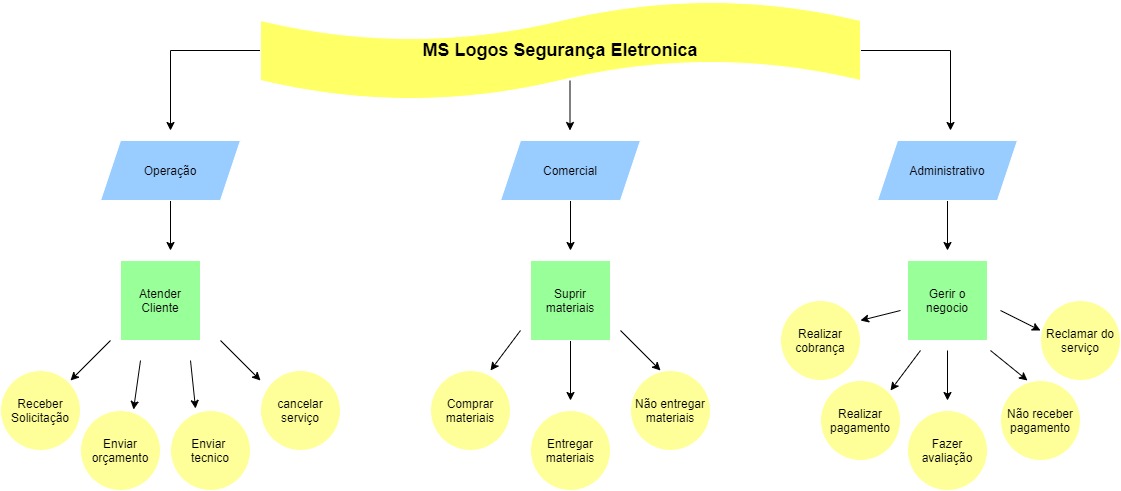 MS Logos Segurança Eletronica
Operação
Comercial
Administrativo
Atender
Cliente
Suprir
materiais
Gerir o
negocio
Receber
Solicitação
Enviar
orçamento
Enviar
tecnico
cancelar
serviço
Comprar
materiais
Entregar
materiais
Não entregar
materiais
Realizar
cobrança
Realizar
pagamento
Fazer
avaliação
Não receber
pagamento
Reclamar do
serviço